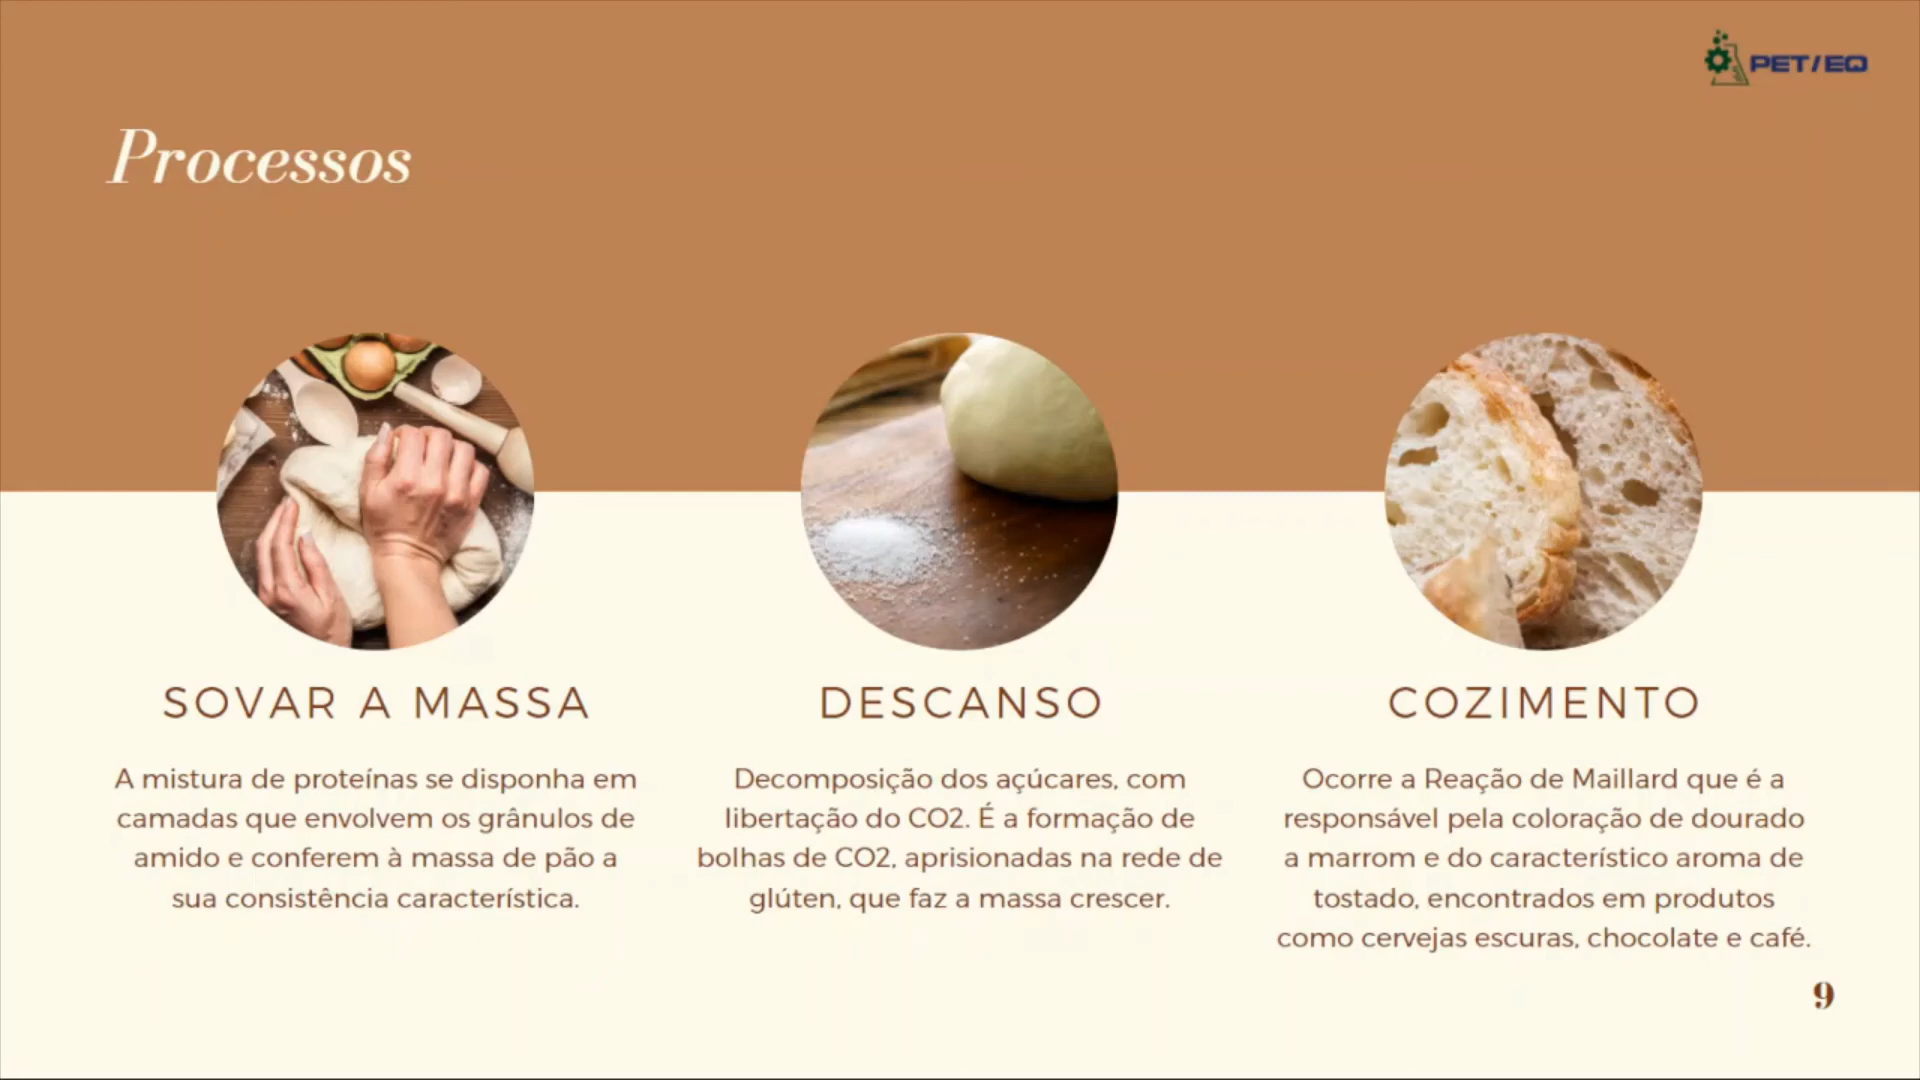 PET/EQ
Processos
SOVAR A MASSA
A mistura de proteínas se disponha em
camadas que envolvem os grânulos de
amido e conferem à massa de pão a
sua consistência característica.
DESCANSO
Decomposição dos açúcares, com
libertação do CO2. É a formação de
bolhas de CO2, aprisionadas na rede de
glúten, que faz a massa crescer.
COZIMENTO
Ocorre a Reação de Maillard que é a
responsável pela coloração de dourado
a marrom e do característico aroma de
tostado, encontrados em produtos
como cervejas escuras, chocolate e café.
9